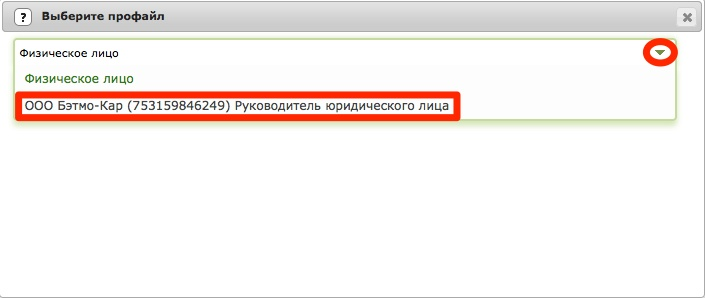 ? Выберите профайл
Физическое лицо
Физическое лицо
ООО Бэтмо-Кар (753159846249) Руководитель юридического лица